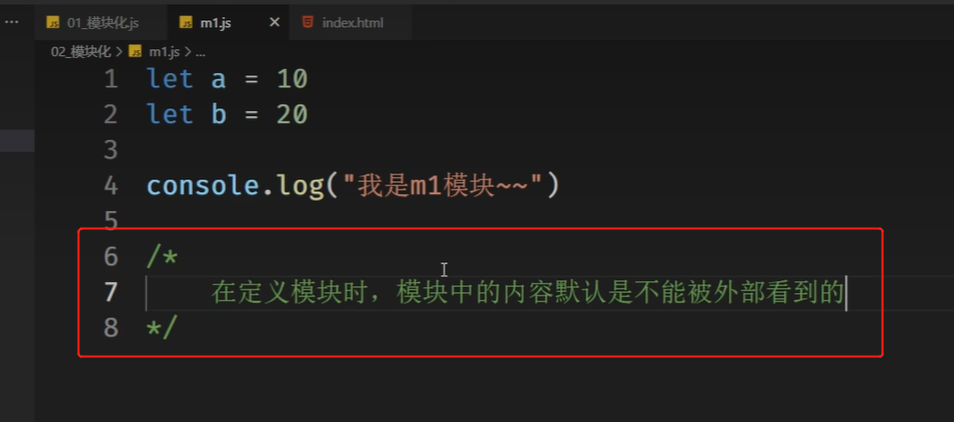 ··· JS 01_模块化.js JS m1.js × index.html
02_模块化 > JS m1.js > ...
1 let a = 10
2 let b = 20
3
4 console.log("我是m1模块~~")
5
6 /*
7 在定义模块时，模块中的内容默认是不能被外部看到的
8 */